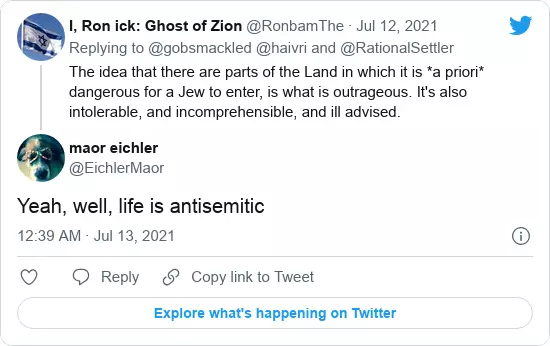 I, Ron ick: Ghost of Zion @RonbamThe · Jul 12, 2021
Replying to @gobsmackled @haivri and @RationalSettler
The idea that there are parts of the Land in which it is *a priori*
dangerous for a Jew to enter, is what is outrageous. It's also
intolerable, and incomprehensible, and ill advised.
maor eichler
@EichlerMaor
Yeah, well, life is antisemitic
12:39 AM · Jul 13, 2021
Reply
Copy link to Tweet
Explore what's happening on Twitter